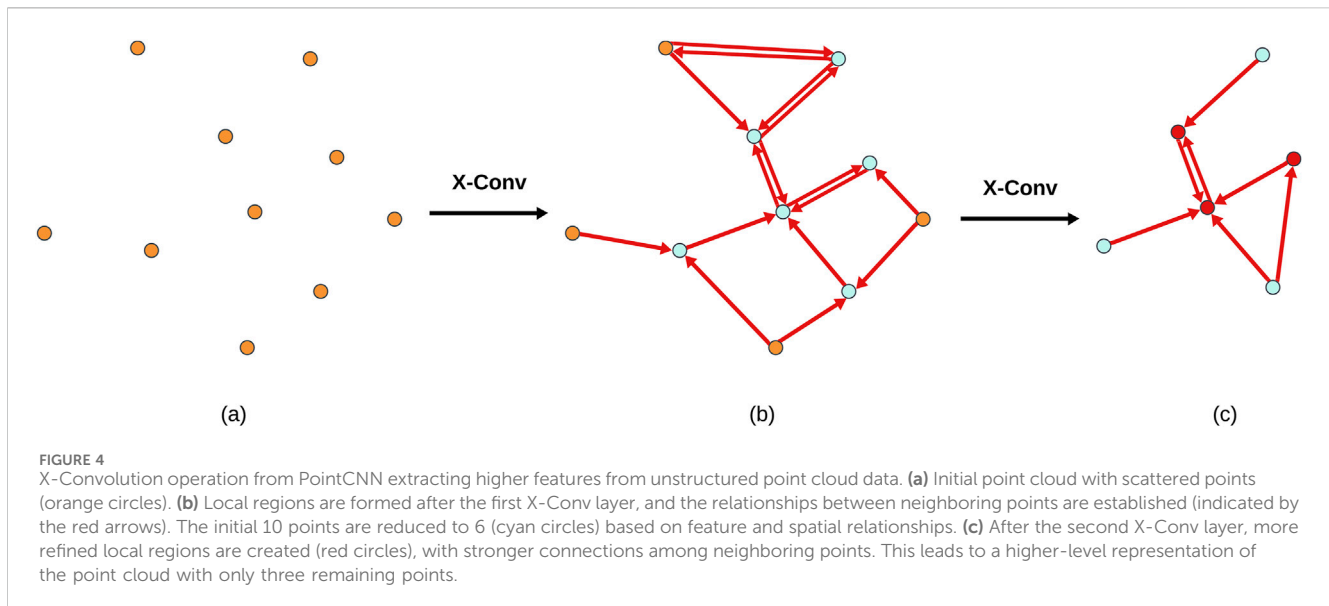 X-Conv
X-Conv
(a)
(b)
(c)
FIGURE 4
X-Convolution operation from PointCNN extracting higher features from unstructured point cloud data. (a) Initial point cloud with scattered points
(orange circles). (b) Local regions are formed after the first X-Conv layer, and the relationships between neighboring points are established (indicated by
the red arrows). The initial 10 points are reduced to 6 (cyan circles) based on feature and spatial relationships. (c) After the second X-Conv layer, more
refined local regions are created (red circles), with stronger connections among neighboring points. This leads to a higher-level representation of
the point cloud with only three remaining points.